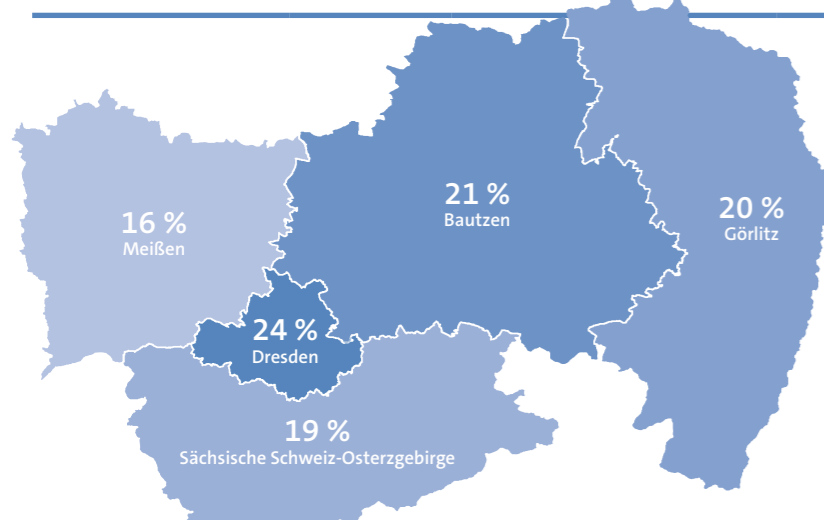 16 %
Meißen
21 %
Bautzen
20 %
Görlitz
24 %
Dresden
19 %
Sächsische Schweiz-Osterzgebirge